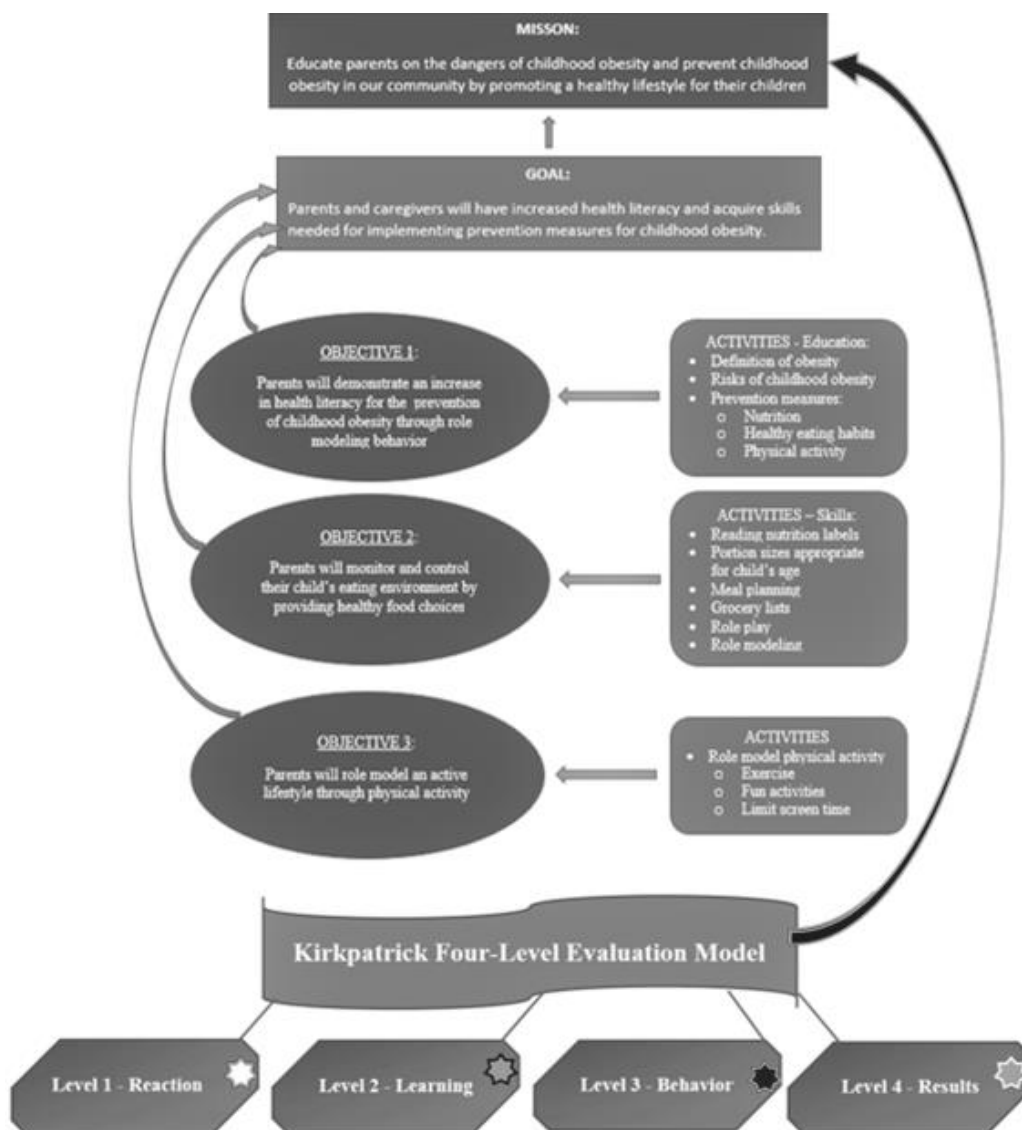 MISSON:
Educate parents on the dangers of childhood obesity and prevent childhood
obesity in our community by promoting a healthy lifestyle for their children
GOAL:
Parents and caregivers will have increased health literacy and acquire skills
needed for implementing prevention measures for childhood obesity.
OBJECTIVE 1:
Parents will demonstrate an increase
in health literacy for the prevention
of childhood obesity through role
modeling behavior
ACTIVITIES - Education:
• Definition of obesity
• Risks of childhood obesity
• Prevention measures:
o Nutrition
o Healthy eating habits
o Physical activity
OBJECTIVE 2:
Parents will monitor and control
their child's eating environment by
providing healthy food choices
ACTIVITIES – Skills:
• Reading nutrition labels
• Portion sizes appropriate
for child's age
• Meal planning
• Grocery lists
• Role play
• Role modeling
OBJECTIVE 3:
Parents will role model an active
lifestyle through physical activity
ACTIVITIES
• Role model physical activity
o Exercise
o Fun activities
o Limit screen time
Kirkpatrick Four-Level Evaluation Model
Level 1 - Reaction
Level 2 - Learning
Level 3 - Behavior
Level 4 - Results